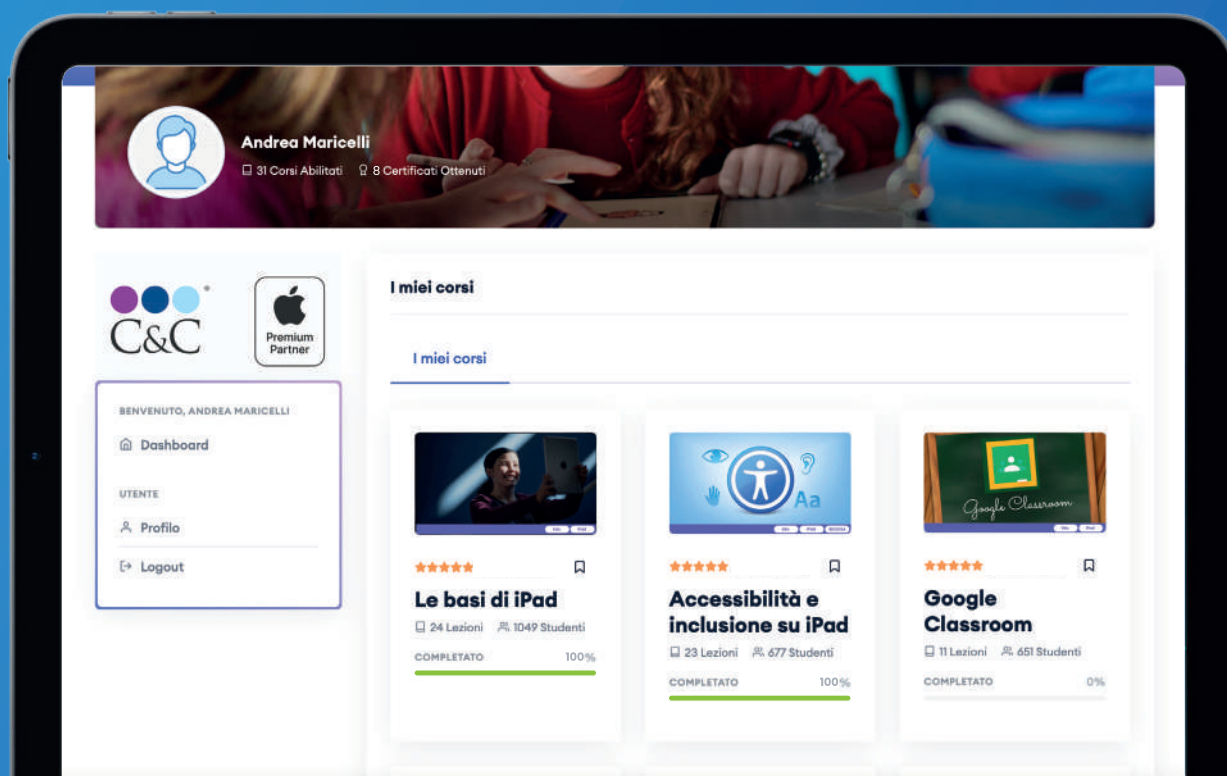 Andrea Maricelli
31 Corsi Abilitati 8 Certificati Ottenuti
C&C
Premium
Partner
I miei corsi
I miei corsi
BENVENUTO, ANDREA MARICELLI
Dashboard
UTENTE
Profilo
Logout
Le basi di iPad
24 Lezioni 1049 Studenti
COMPLETATO 100%
Aa
Accessibilità e
inclusione su iPad
23 Lezioni 677 Studenti
COMPLETATO 100%
Google Classroom
Google
Classroom
11 Lezioni 651 Studenti
COMPLETATO 0%